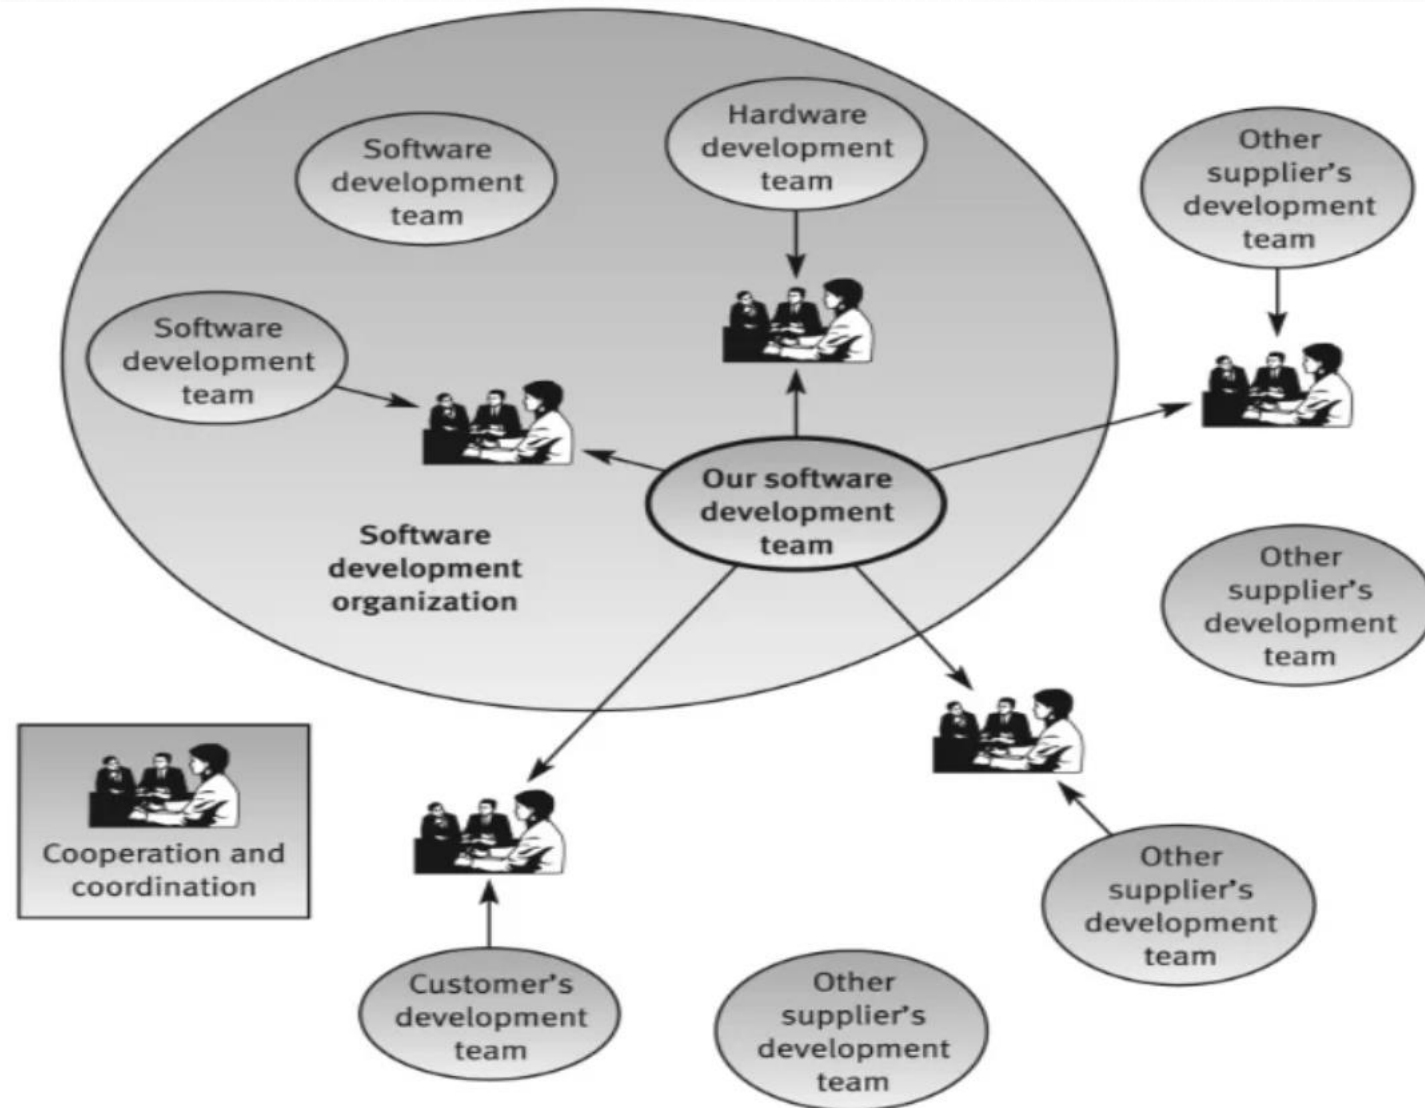 Software
development
team
Hardware
development
team
Other
supplier's
development
team
Software
development
team
Our software
development
team
Software
development
organization
Other
supplier's
development
team
Cooperation and
coordination
Other
supplier's
development
team
Customer's
development
team
Other
supplier's
development
team